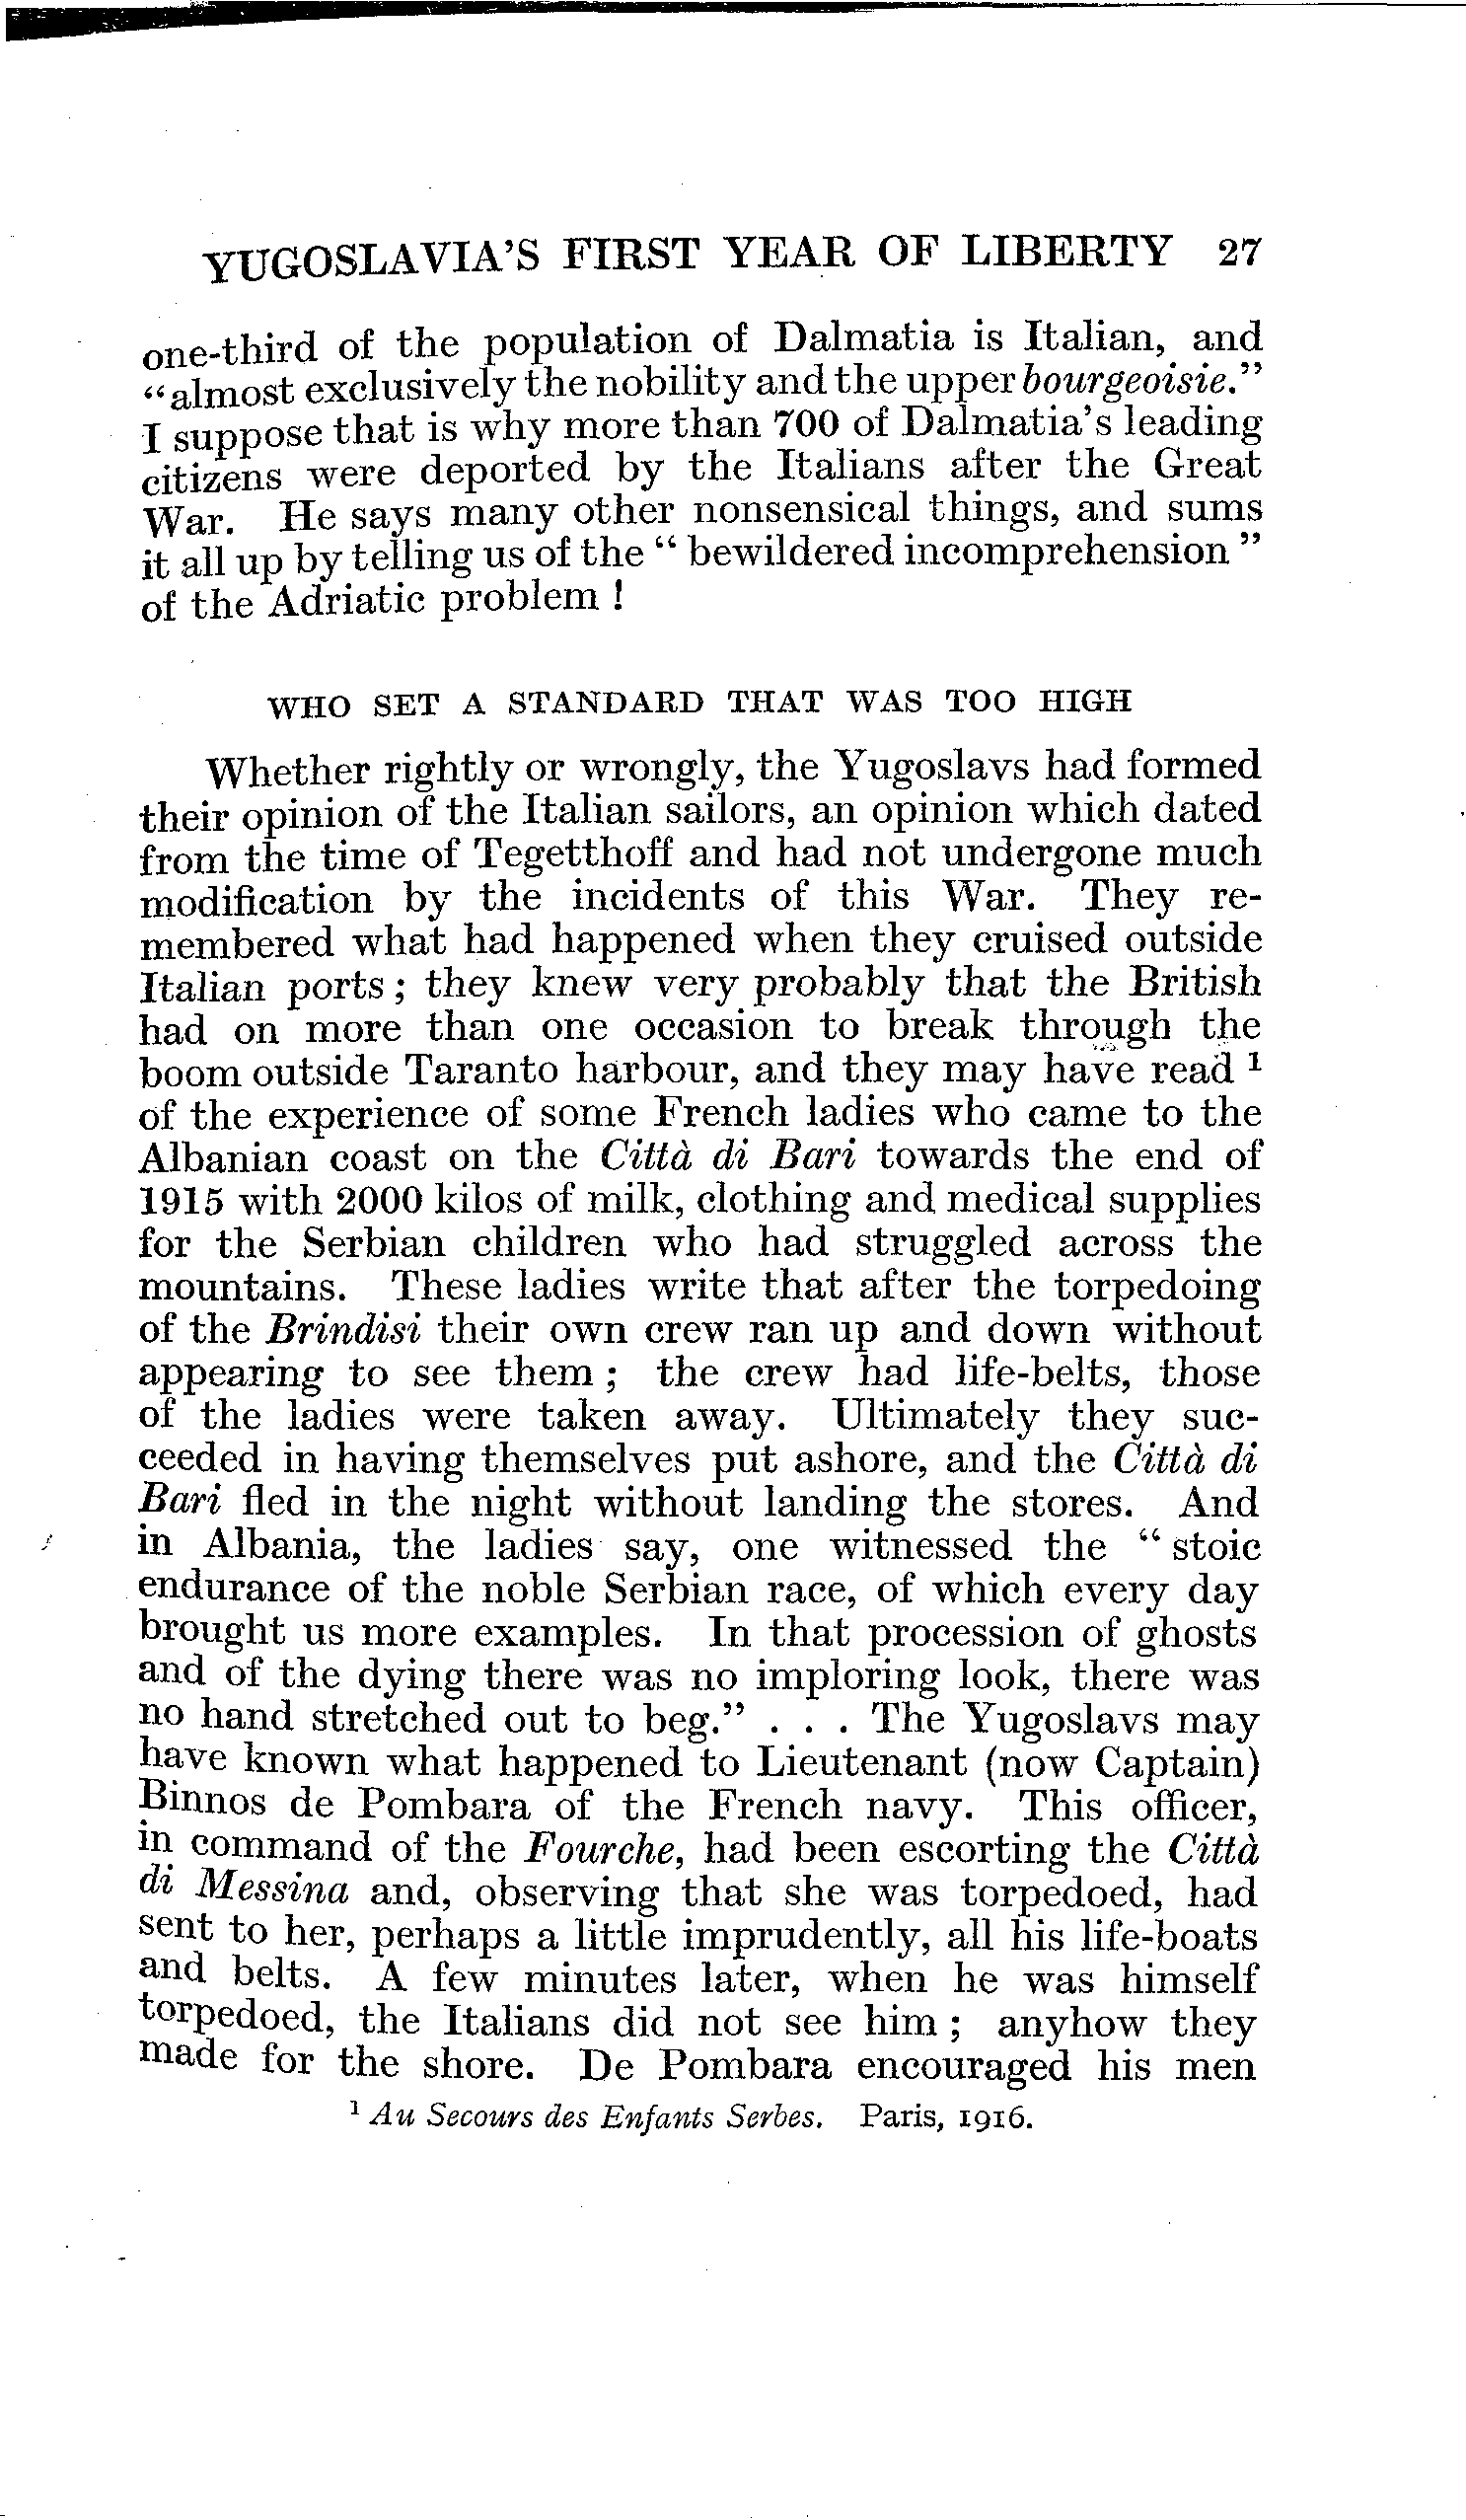 YUGOSLAVIA'S FIRST YEAR OF LIBERTY 27
one-third of the population of Dalmatia is Italian, and
“almost exclusively the nobility and the upper bourgeoisie.”
I suppose that is why more than 700 of Dalmatia's leading
citizens were deported by the Italians after the Great
War. He says many other nonsensical things, and sums
it all up by telling us of the “ bewildered incomprehension ”
of the Adriatic problem !
WHO SET A STANDARD THAT WAS TOO HIGH
Whether rightly or wrongly, the Yugoslavs had formed
their opinion of the Italian sailors, an opinion which dated
from the time of Tegetthoff and had not undergone much
modification by the incidents of this War. They re-
membered what had happened when they cruised outside
Italian ports ; they knew very probably that the British
had on more than one occasion to break through the
boom outside Taranto harbour, and they may have read ¹
of the experience of some French ladies who came to the
Albanian coast on the Città di Bari towards the end of
1915 with 2000 kilos of milk, clothing and medical supplies
for the Serbian children who had struggled across the
mountains. These ladies write that after the torpedoing
of the Brindisi their own crew ran up and down without
appearing to see them ; the crew had life-belts, those
of the ladies were taken away. Ultimately they suc-
ceeded in having themselves put ashore, and the Città di
Bari fled in the night without landing the stores. And
in Albania, the ladies say, one witnessed the “ stoic
endurance of the noble Serbian race, of which every day
brought us more examples. In that procession of ghosts
and of the dying there was no imploring look, there was
no hand stretched out to beg.” . . . The Yugoslavs may
have known what happened to Lieutenant (now Captain)
Binnos de Pombara of the French navy. This officer,
in command of the Fourche, had been escorting the Città
di Messina and, observing that she was torpedoed, had
sent to her, perhaps a little imprudently, all his life-boats
and belts. A few minutes later, when he was himself
torpedoed, the Italians did not see him ; anyhow they
made for the shore. De Pombara encouraged his men
¹ Au Secours des Enfants Serbes. Paris, 1916.